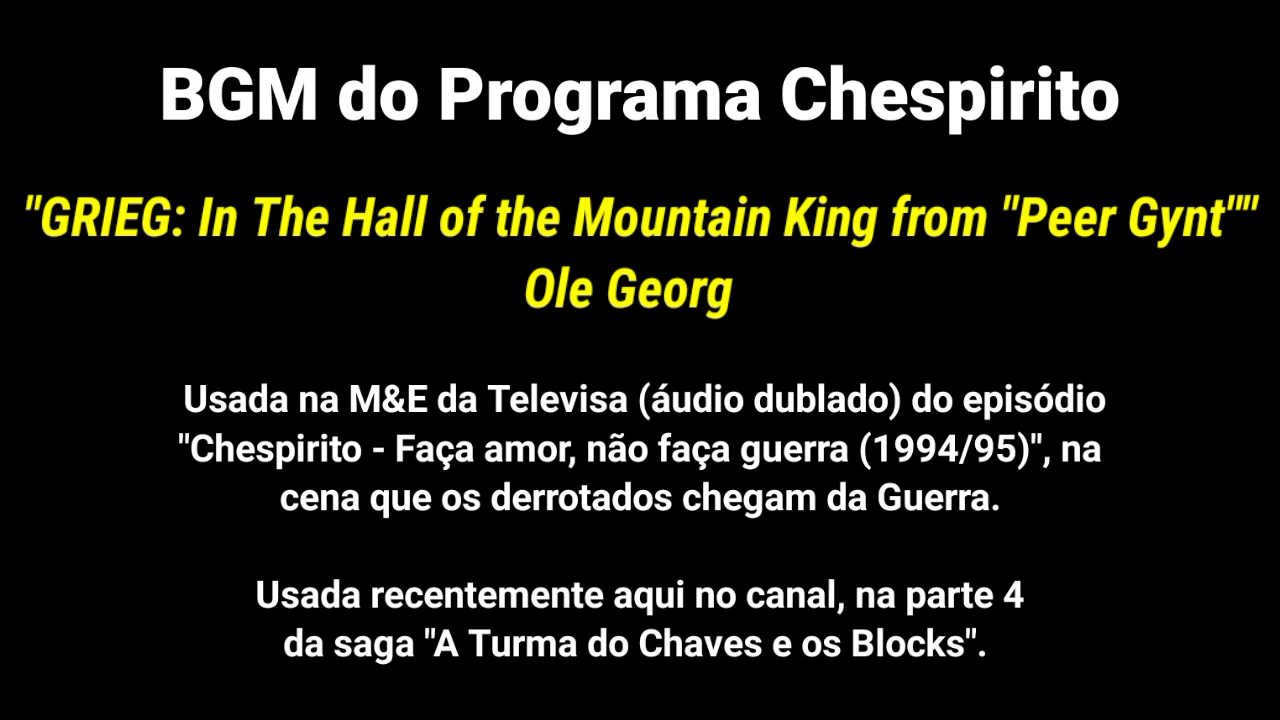 BGM do Programa Chespirito
"GRIEG: In The Hall of the Mountain King from "Peer Gynt""
Ole Georg
Usada na M&E da Televisa (áudio dublado) do episódio
"Chespirito - Faça amor, não faça guerra (1994/95)", na
cena que os derrotados chegam da Guerra.
Usada recentemente aqui no canal, na parte 4
da saga "A Turma do Chaves e os Blocks".